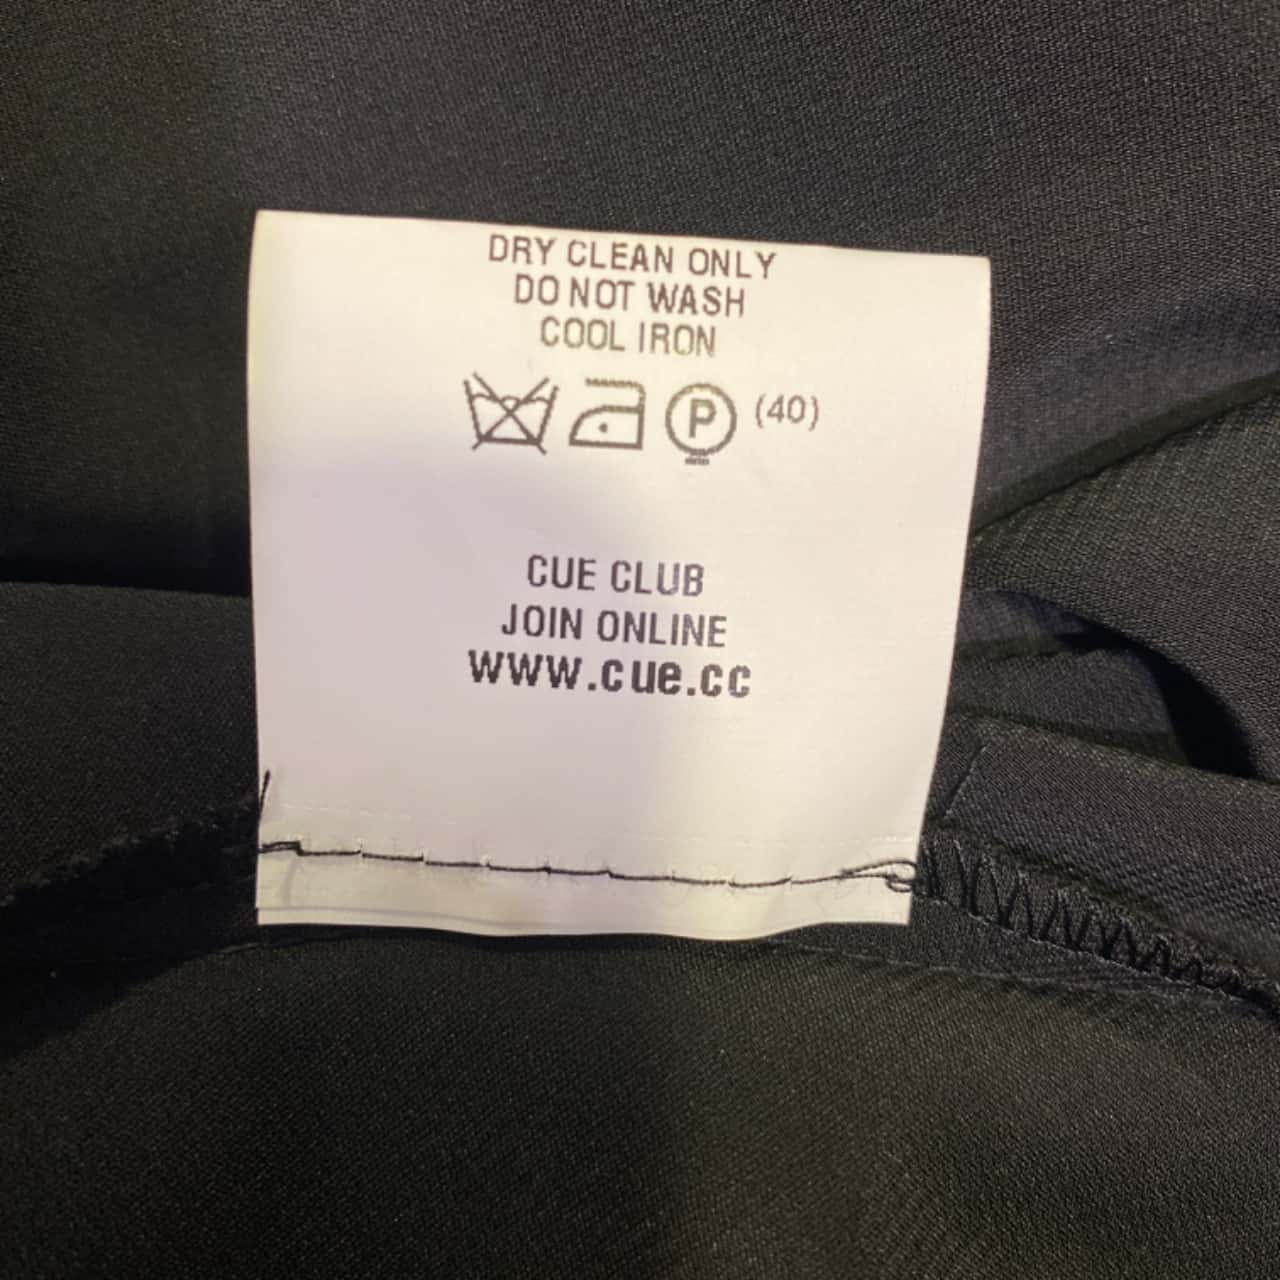 DRY CLEAN ONLY
DO NOT WASH
COOL IRON
P (40)
CUE CLUB
JOIN ONLINE
WWW.cue.cc